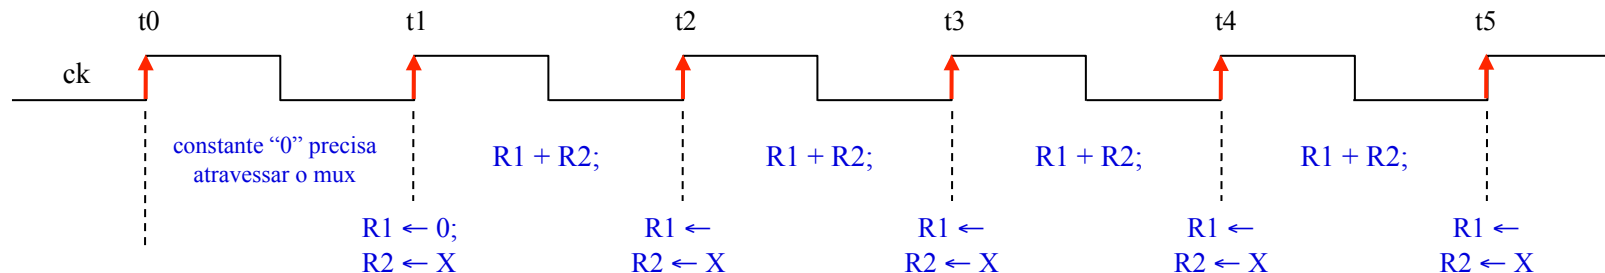 t0 t1 t2 t3 t4 t5
ck
constante “0” precisa
atravessar o mux
R1 + R2; R1 + R2; R1 + R2; R1 + R2;
R1 ← 0; R1 ← R1 ← R1 ← R1 ←
R2 ← X R2 ← X R2 ← X R2 ← X R2 ← X